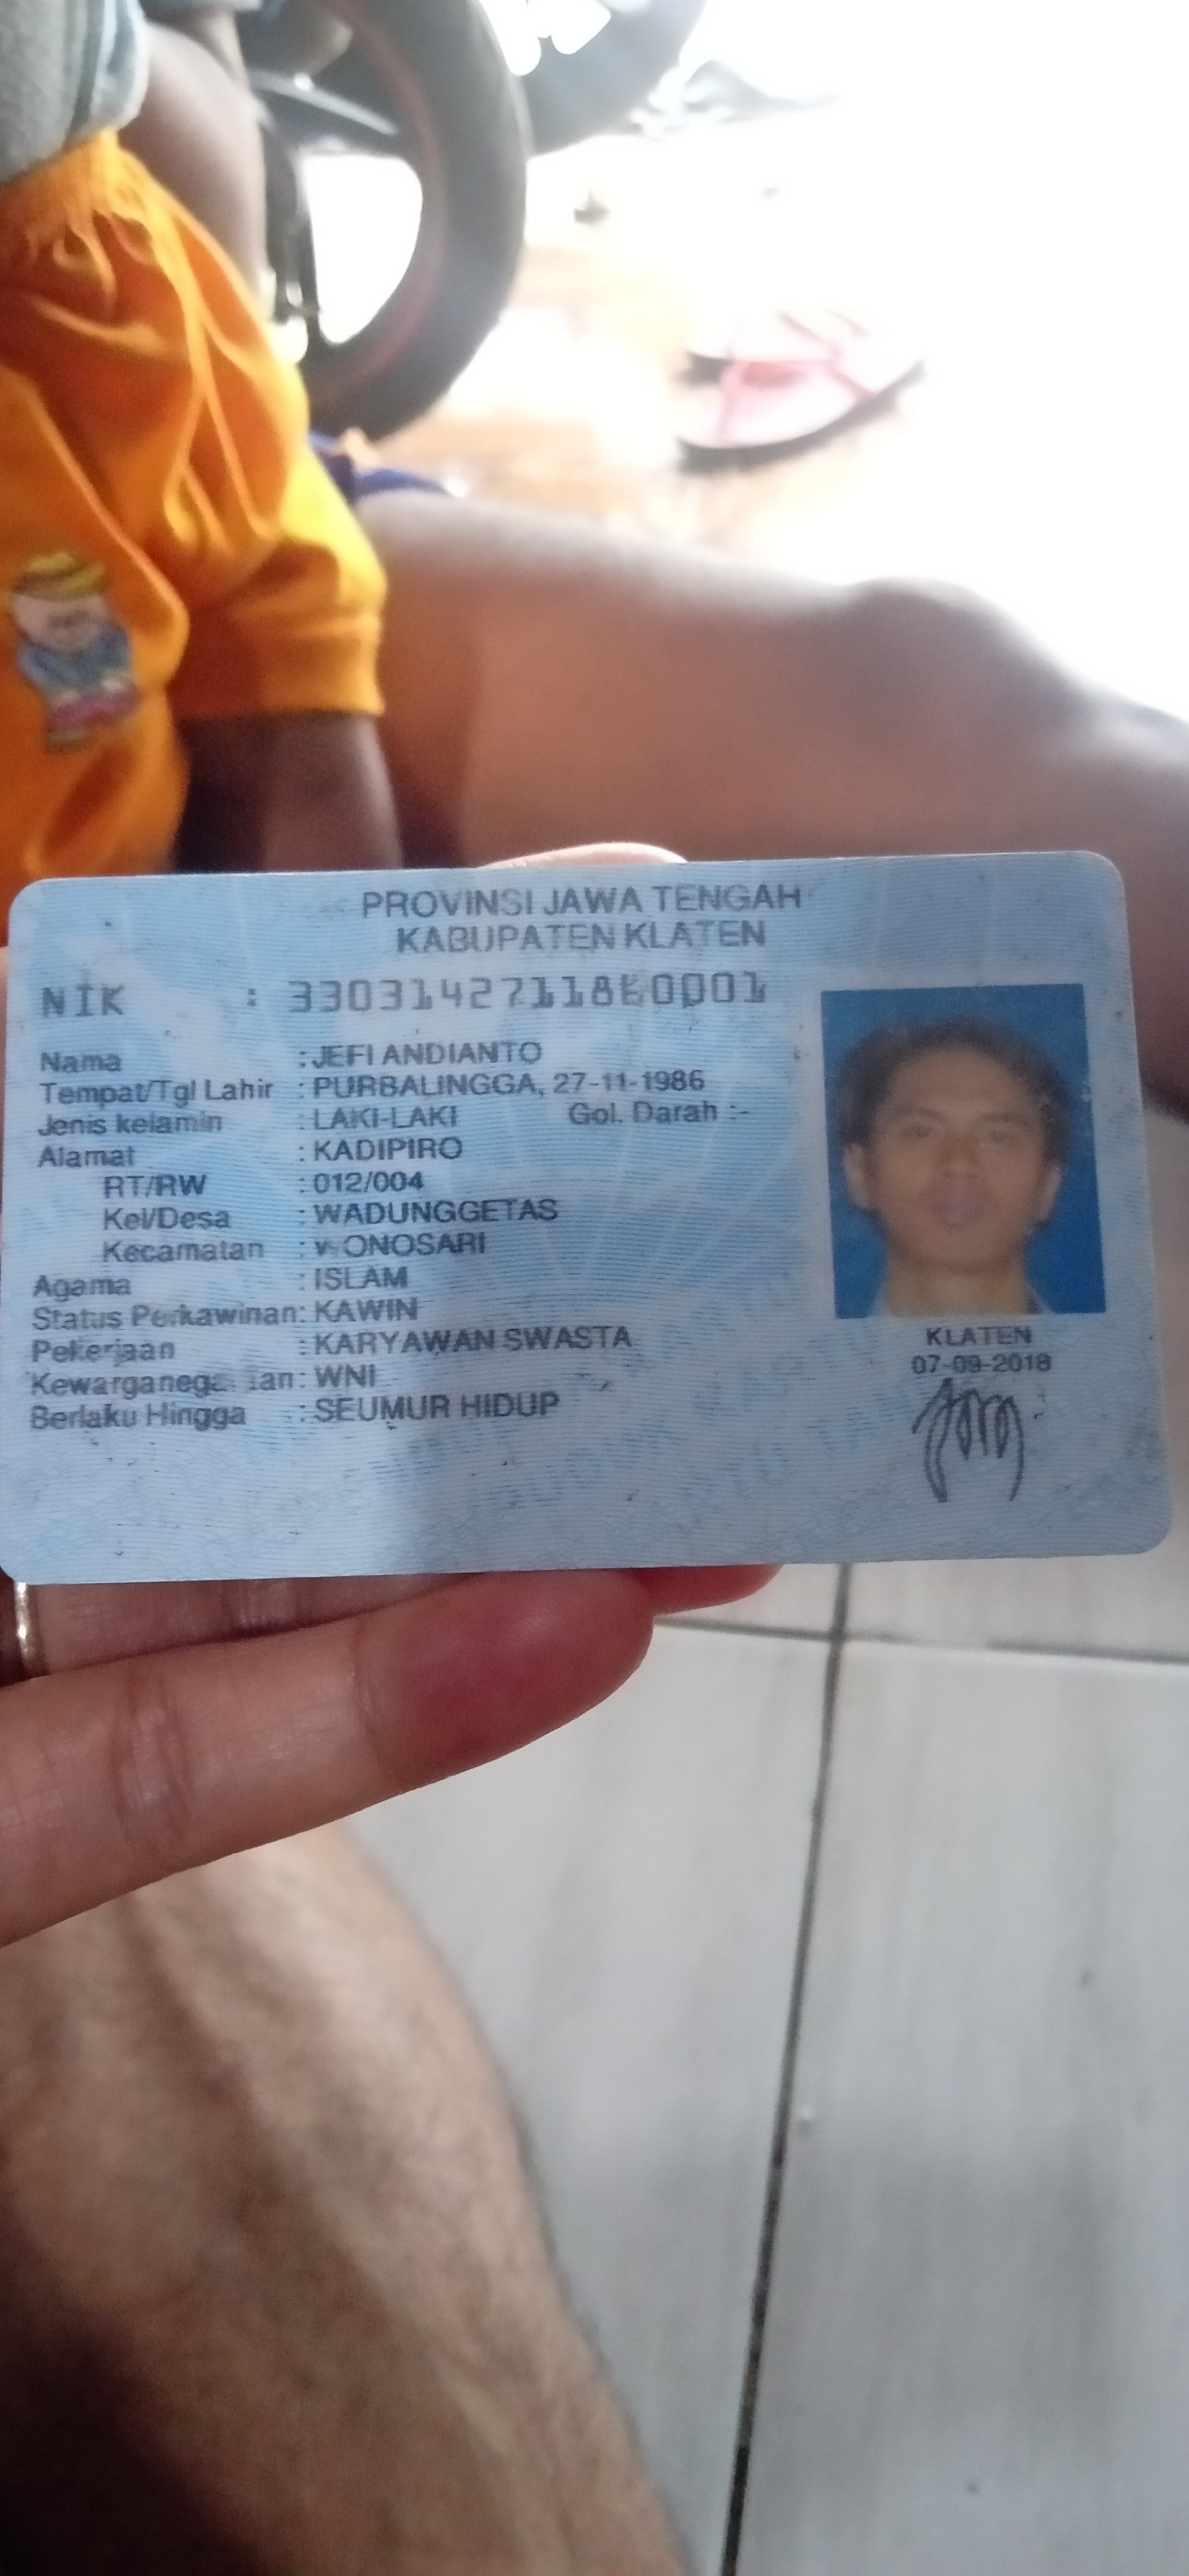 PROVINSI JAWA TENGAH
KABUPATEN KLATEN
NIK : 3303142711860001
Nama : JEFI ANDIANTO
Tempat/Tgl Lahir : PURBALINGGA, 27-11-1986
Jenis kelamin : LAKI-LAKI Gol. Darah :-
Alamat : KADIPIRO
RT/RW : 012/004
Kel/Desa : WADUNGGETAS
Kecamatan : WONOSARI
Agama : ISLAM
Status Perkawinan: KAWIN
Pekerjaan : KARYAWAN SWASTA
Kewarganegaraan: WNI
Berlaku Hingga : SEUMUR HIDUP
KLATEN
07-09-2018